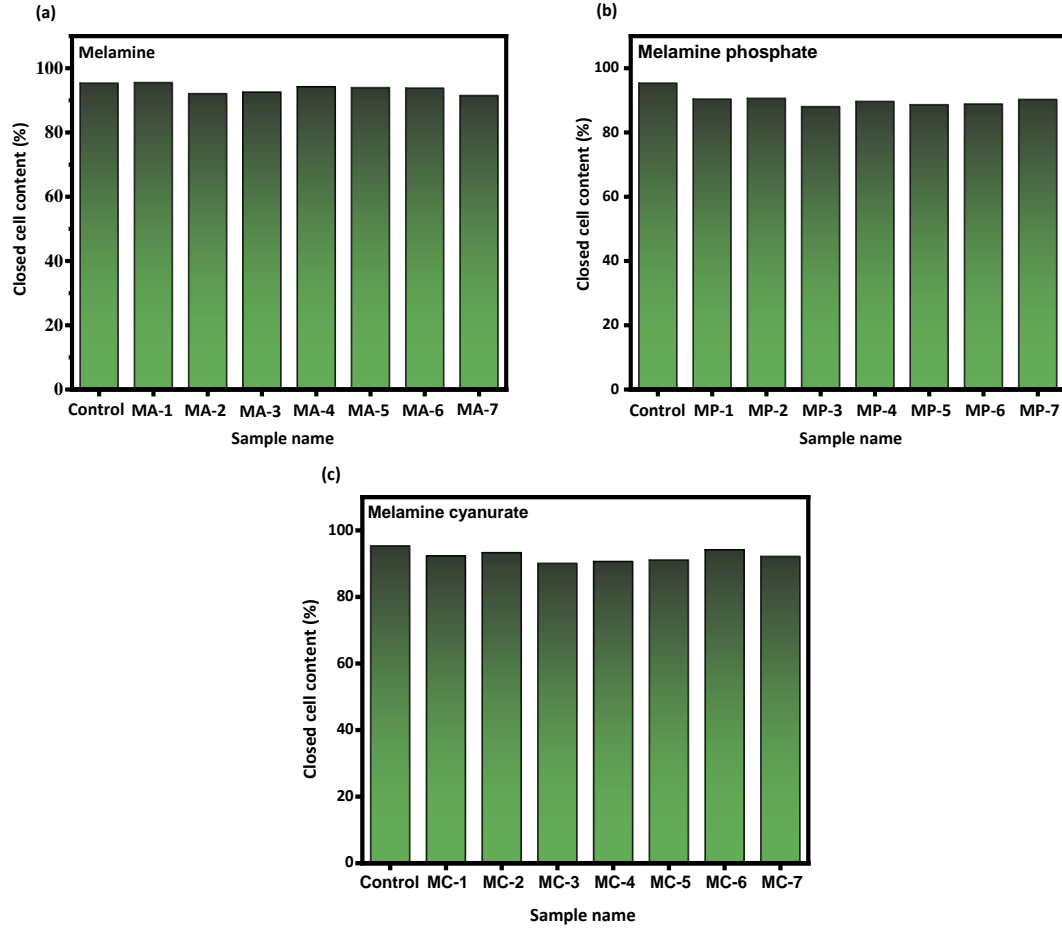 (a)
Melamine
100
80
60
40
20
0
Closed cell content (%)
Control MA-1 MA-2 MA-3 MA-4 MA-5 MA-6 MA-7
Sample name
(b)
Melamine phosphate
100
80
60
40
20
0
Closed cell content (%)
Control MP-1 MP-2 MP-3 MP-4 MP-5 MP-6 MP-7
Sample name
(c)
Melamine cyanurate
100
80
60
40
20
0
Closed cell content (%)
Control MC-1 MC-2 MC-3 MC-4 MC-5 MC-6 MC-7
Sample name